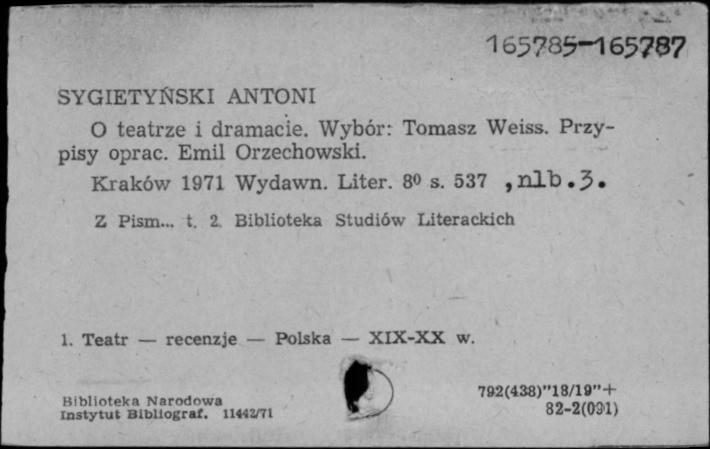 165785-165787
SYGIETYŃSKI ANTONI
O teatrze i dramacie. Wybór: Tomasz Weiss. Przy-
pisy oprac. Emil Orzechowski.
Kraków 1971 Wydawn. Liter. 8⁰ s. 537 , nlb.3.
Z Pism... t. 2. Biblioteka Studiów Literackich
1. Teatr — recenzje — Polska — XIX-XX w.
Biblioteka Narodowa
Instytut Bibliograf. 11442/71
792(438)"18/19"+
82-2(091)